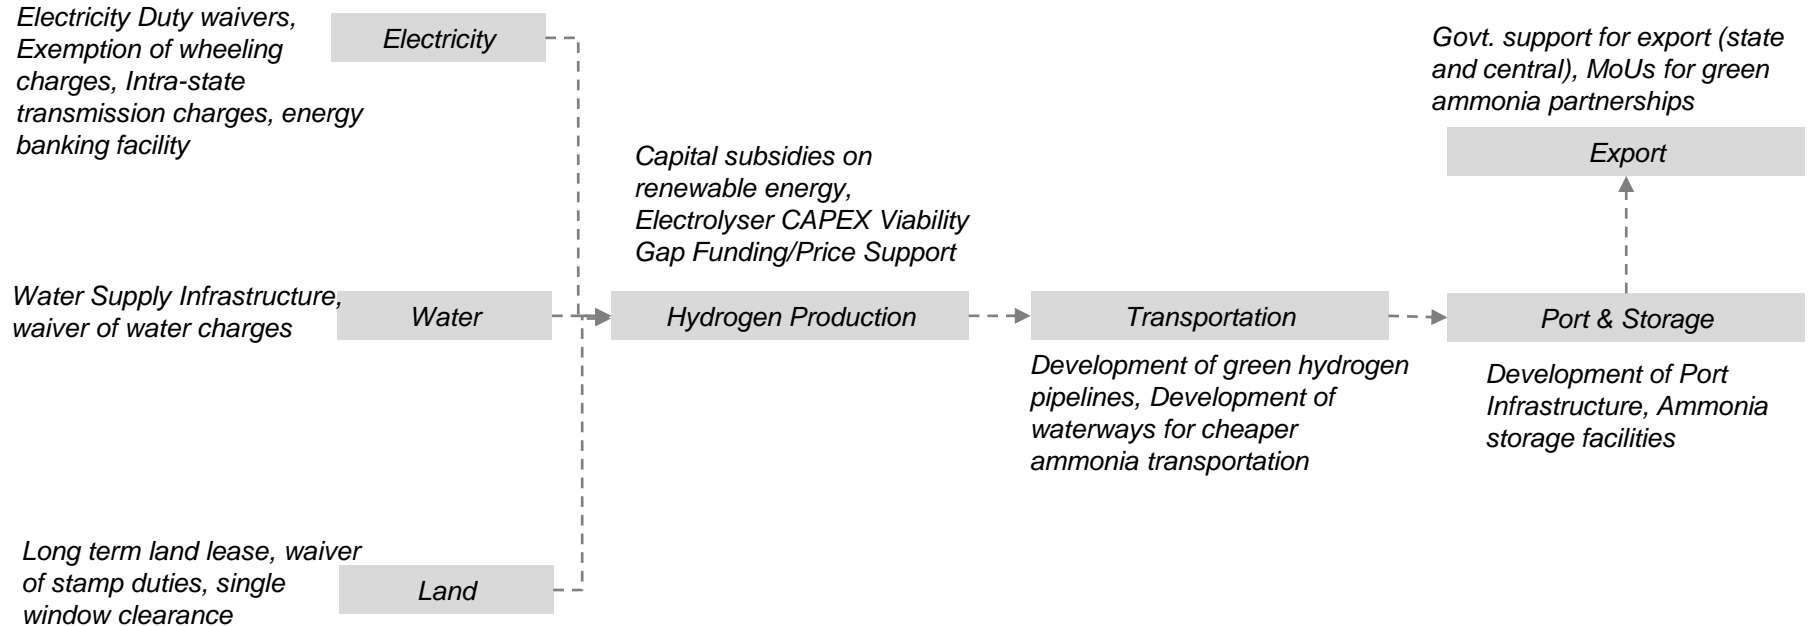 Electricity Duty waivers,
Exemption of wheeling
charges, Intra-state
transmission charges, energy
banking facility
Electricity
Water Supply Infrastructure,
waiver of water charges
Water
Long term land lease, waiver
of stamp duties, single
window clearance
Land
Capital subsidies on
renewable energy,
Electrolyser CAPEX Viability
Gap Funding/Price Support
Hydrogen Production
Transportation
Development of green hydrogen
pipelines, Development of
waterways for cheaper
ammonia transportation
Govt. support for export (state
and central), MoUs for green
ammonia partnerships
Export
Port & Storage
Development of Port
Infrastructure, Ammonia
storage facilities